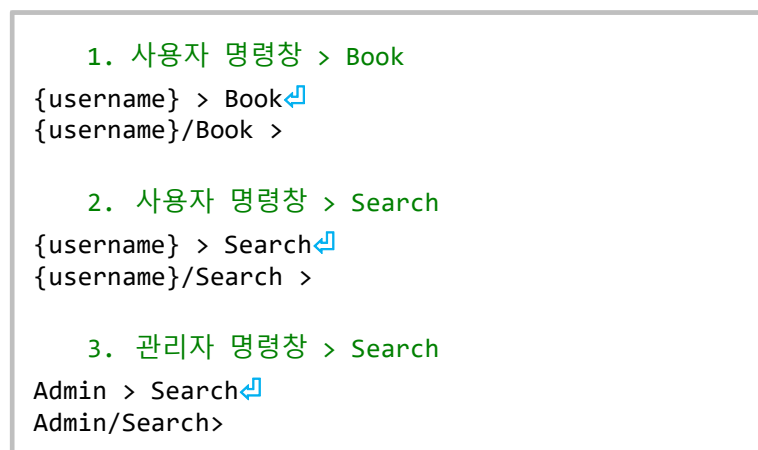 1. 사용자 명령창 > Book
{username} > Book⏎
{username}/Book >
2. 사용자 명령창 > Search
{username} > Search⏎
{username}/Search >
3. 관리자 명령창 > Search
Admin > Search⏎
Admin/Search>